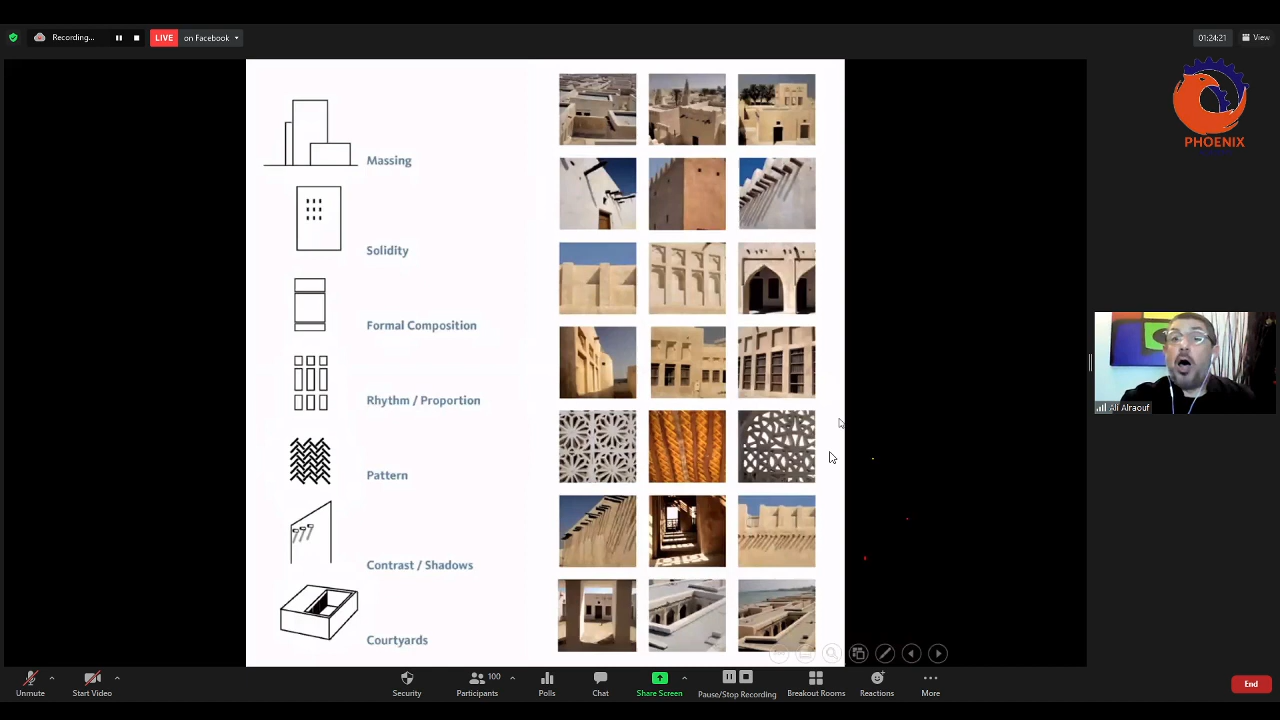 Recording...
LIVE
on Facebook
01:24:21
View
PHOENIX
Massing
Solidity
Formal Composition
Rhythm / Proportion
Pattern
Contrast / Shadows
Courtyards
Ali Alraouf
Unmute
Start Video
Security
Participants
100
Polls
Chat
Share Screen
Pause/Stop Recording
Breakout Rooms
Reactions
More
End